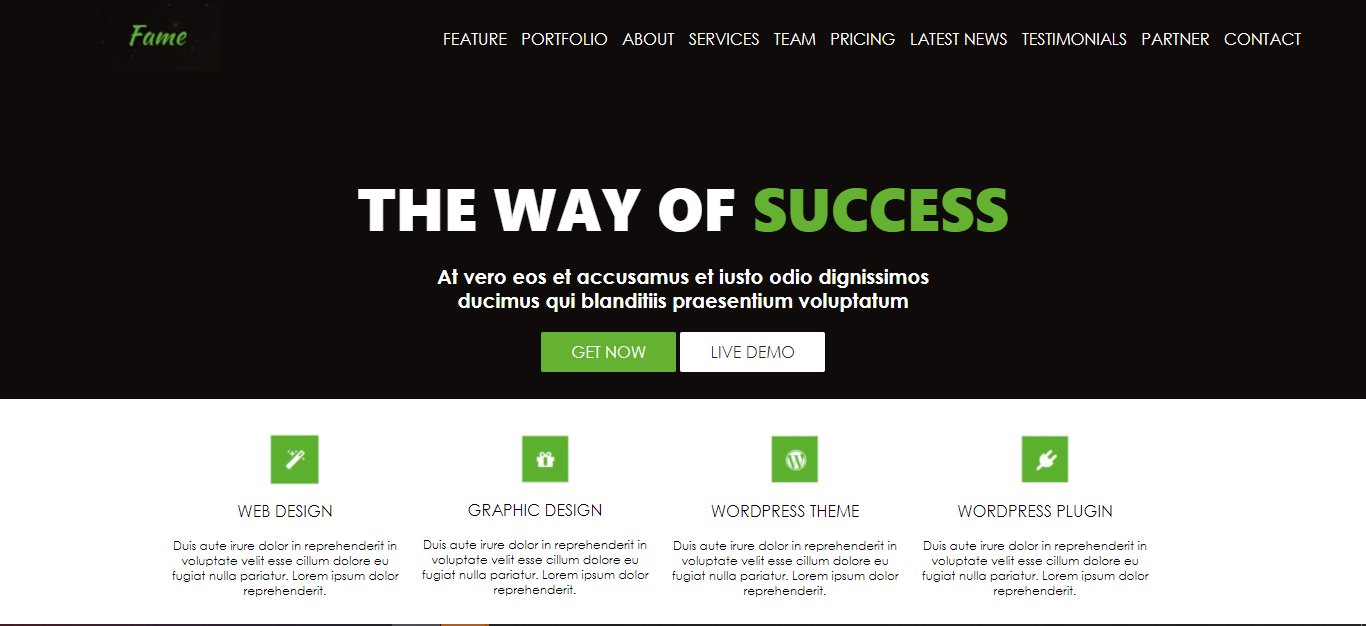 Fame
FEATURE PORTFOLIO ABOUT SERVICES TEAM PRICING LATEST NEWS TESTIMONIALS PARTNER CONTACT
THE WAY OF SUCCESS
At vero eos et accusamus et iusto odio dignissimos
ducimus qui blanditiis praesentium voluptatum
GET NOW LIVE DEMO
WEB DESIGN
Duis aute irure dolor in reprehenderit in
voluptate velit esse cillum dolore eu
fugiat nulla pariatur. Lorem ipsum dolor
reprehenderit.
GRAPHIC DESIGN
Duis aute irure dolor in reprehenderit in
voluptate velit esse cillum dolore eu
fugiat nulla pariatur. Lorem ipsum dolor
reprehenderit.
WORDPRESS THEME
Duis aute irure dolor in reprehenderit in
voluptate velit esse cillum dolore eu
fugiat nulla pariatur. Lorem ipsum dolor
reprehenderit.
WORDPRESS PLUGIN
Duis aute irure dolor in reprehenderit in
voluptate velit esse cillum dolore eu
fugiat nulla pariatur. Lorem ipsum dolor
reprehenderit.